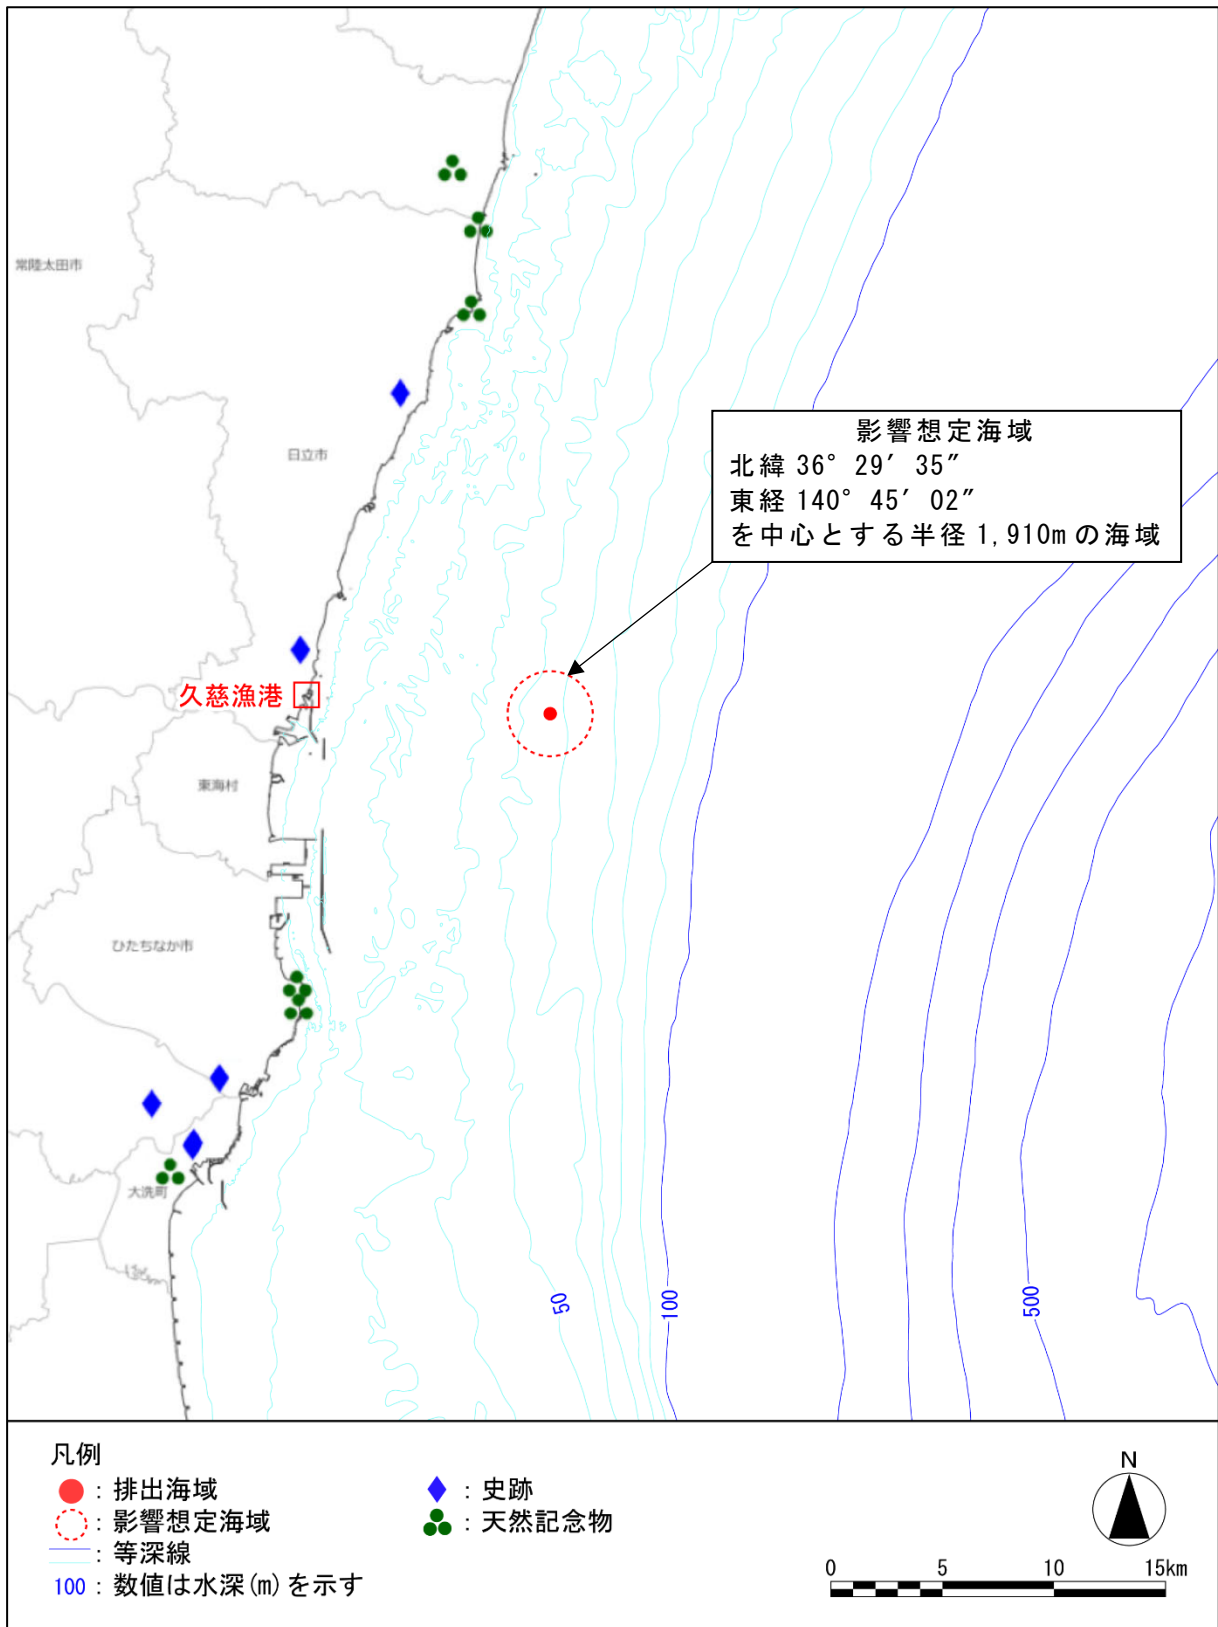 常陸太田市
影響想定海域
北緯 36° 29′ 35″
東経 140° 45′ 02″
を中心とする半径 1,910m の海域
日立市
久慈漁港
東海村
ひたちなか市
大洗町
50
100
500
凡例
：排出海域
：影響想定海域
：等深線
100：数値は水深(m)を示す
：史跡
：天然記念物
N
0 5 10 15km